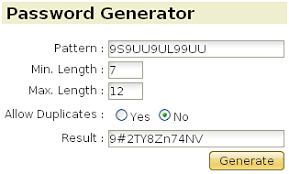 Password Generator
Pattern : 9S9UU9UL99UU
Min. Length : 7
Max. Length : 12
Allow Duplicates : Yes No
Result : 9#2TY8Zn74NV
Generate